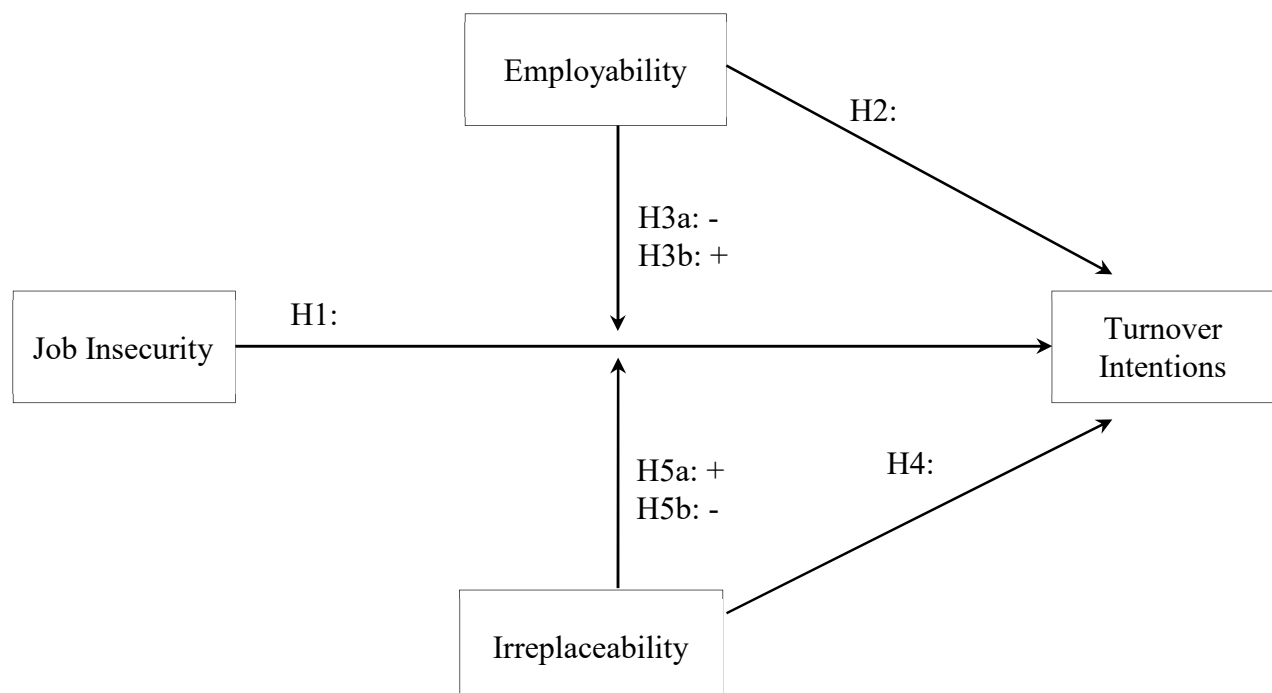 Employability
H2:
H3a: -
H3b: +
H1:
Job Insecurity
Turnover
Intentions
H5a: +
H5b: -
H4:
Irreplaceability